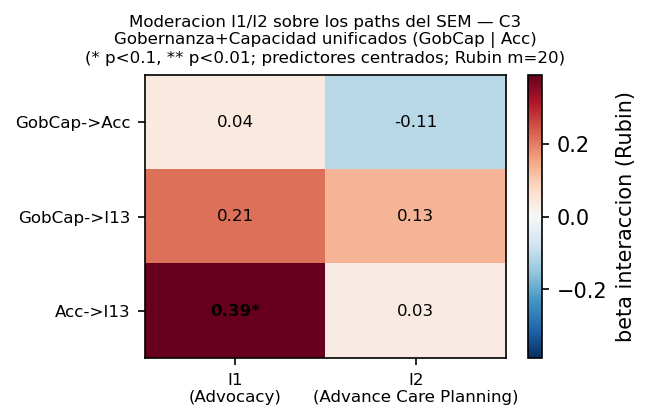 Moderacion I1/I2 sobre los paths del SEM — C3
Gobernanza+Capacidad unificados (GobCap | Acc)
(* p<0.1, ** p<0.01; predictores centrados; Rubin m=20)
GobCap->Acc
0.04
-0.11
GobCap->I13
0.21
0.13
Acc->I13
0.39*
0.03
I1
(Advocacy)
I2
(Advance Care Planning)
0.2
0.0
−0.2
beta interaccion (Rubin)